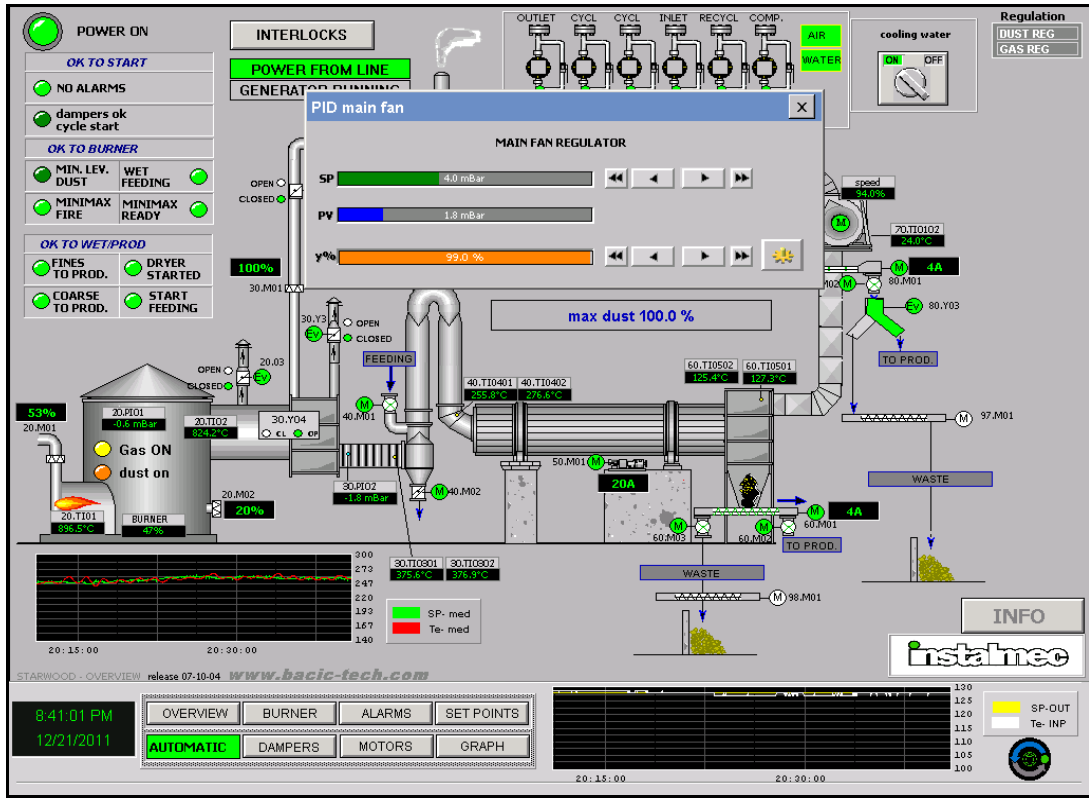 POWER ON
INTERLOCKS
OUTLET CYCL CYCL INLET RECYCL COMP.
AIR
WATER
cooling water
ON OFF
Regulation
DUST REG
GAS REG
OK TO START
NO ALARMS
dampers ok
cycle start
POWER FROM LINE
GENERATOR RUNNING
PID main fan
X
MAIN FAN REGULATOR
SP 4.0 mBar
PV 1.8 mBar
y% 99.0 %
OK TO BURNER
MIN. LEV.
DUST
WET
FEEDING
MINIMAX
FIRE
MINIMAX
READY
OK TO WET/PROD
FINES
TO PROD.
DRYER
STARTED
COARSE
TO PROD.
START
FEEDING
OPEN
CLOSED
100%
30.M01
speed
94.0%
M
70.TI0102
24.0°C
M 4A
80.M01
M02 M
Ev 80.Y03
TO PROD.
max dust 100.0 %
30.Y3
OPEN
Ev CLOSED
FEEDING
20.03
OPEN
CLOSED Ev
40.TI0401 40.TI0402
255.8°C 276.6°C
60.TI0502 60.TI0501
125.4°C 127.3°C
53%
20.M01
20.PI01
-0.6 mBar
20.TI02
824.2°C
30.Y04
CL OP
M
40.M01
M 97.M01
Gas ON
dust on
50.M01 M
20A
WASTE
30.PI02
-1.8 mBar
M 40.M02
20.M02
20%
20.TI01
896.5°C
BURNER
47%
M 4A
60.M01
M M
60.M03 60.M02
TO PROD.
30.TI0301 30.TI0302
375.6°C 376.9°C
WASTE
M 98.M01
300
273
247
220
193
167
140
20:15:00 20:30:00
SP- med
Te- med
INFO
instalmec
STARWOOD - OVERVIEW release 07-10-04 www.bacic-tech.com
8:41:01 PM
12/21/2011
OVERVIEW BURNER ALARMS SET POINTS
AUTOMATIC DAMPERS MOTORS GRAPH
130
125
120
115
110
105
100
20:15:00 20:30:00
SP-OUT
Te- INP